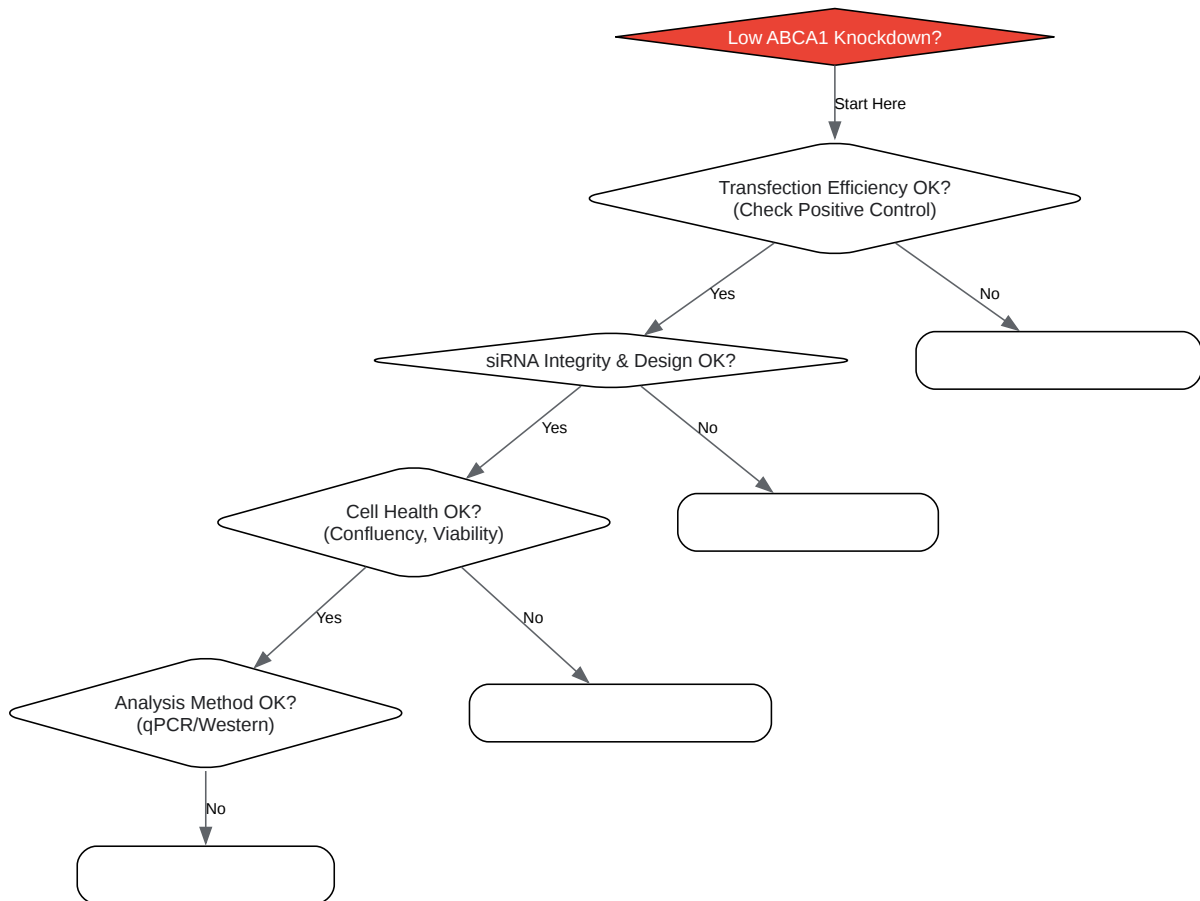 Low ABCA1 Knockdown?
Start Here
Transfection Efficiency OK?
(Check Positive Control)
Yes
No
siRNA Integrity & Design OK?
Yes
No
Cell Health OK?
(Confluency, Viability)
Yes
No
Analysis Method OK?
(qPCR/Western)
No